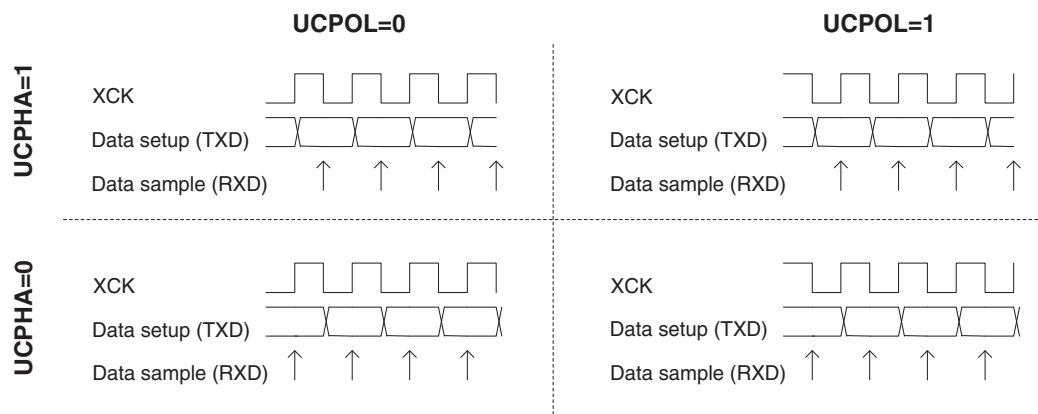 UCPOL=0
UCPOL=1
UCPHA=1
XCK
Data setup (TXD)
Data sample (RXD)
XCK
Data setup (TXD)
Data sample (RXD)
UCPHA=0
XCK
Data setup (TXD)
Data sample (RXD)
XCK
Data setup (TXD)
Data sample (RXD)